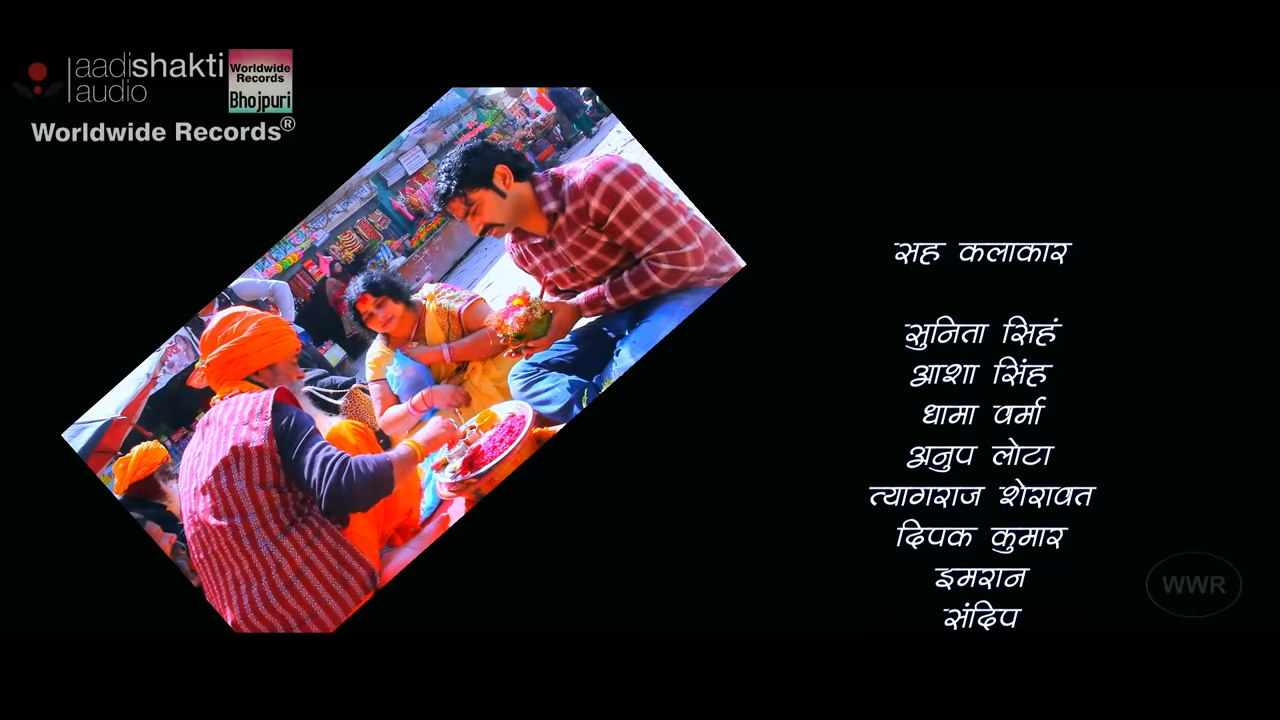 aadishakti
audio
Worldwide
Records
Bhojpuri
Worldwide Records®
सह कलाकार
सुनिता सिहं
आशा सिंह
धामा वर्मा
अनुप लोटा
त्यागराज शेरावत
दिपक कुमार
इमरान
संदिप
WWR